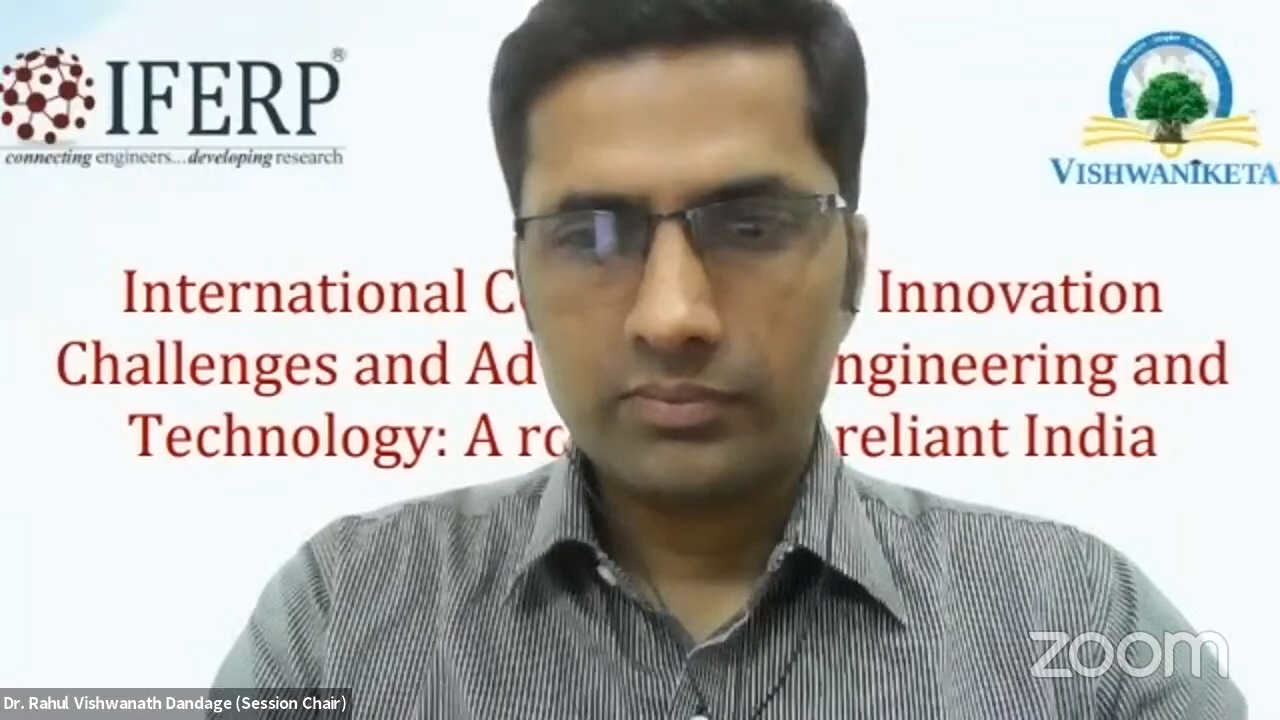 IFERP®
connecting engineers...developing research
VISHWANIKETA
International C Innovation
Challenges and Ad ngineering and
Technology: A ro reliant India
zoom
Dr. Rahul Vishwanath Dandage (Session Chair)